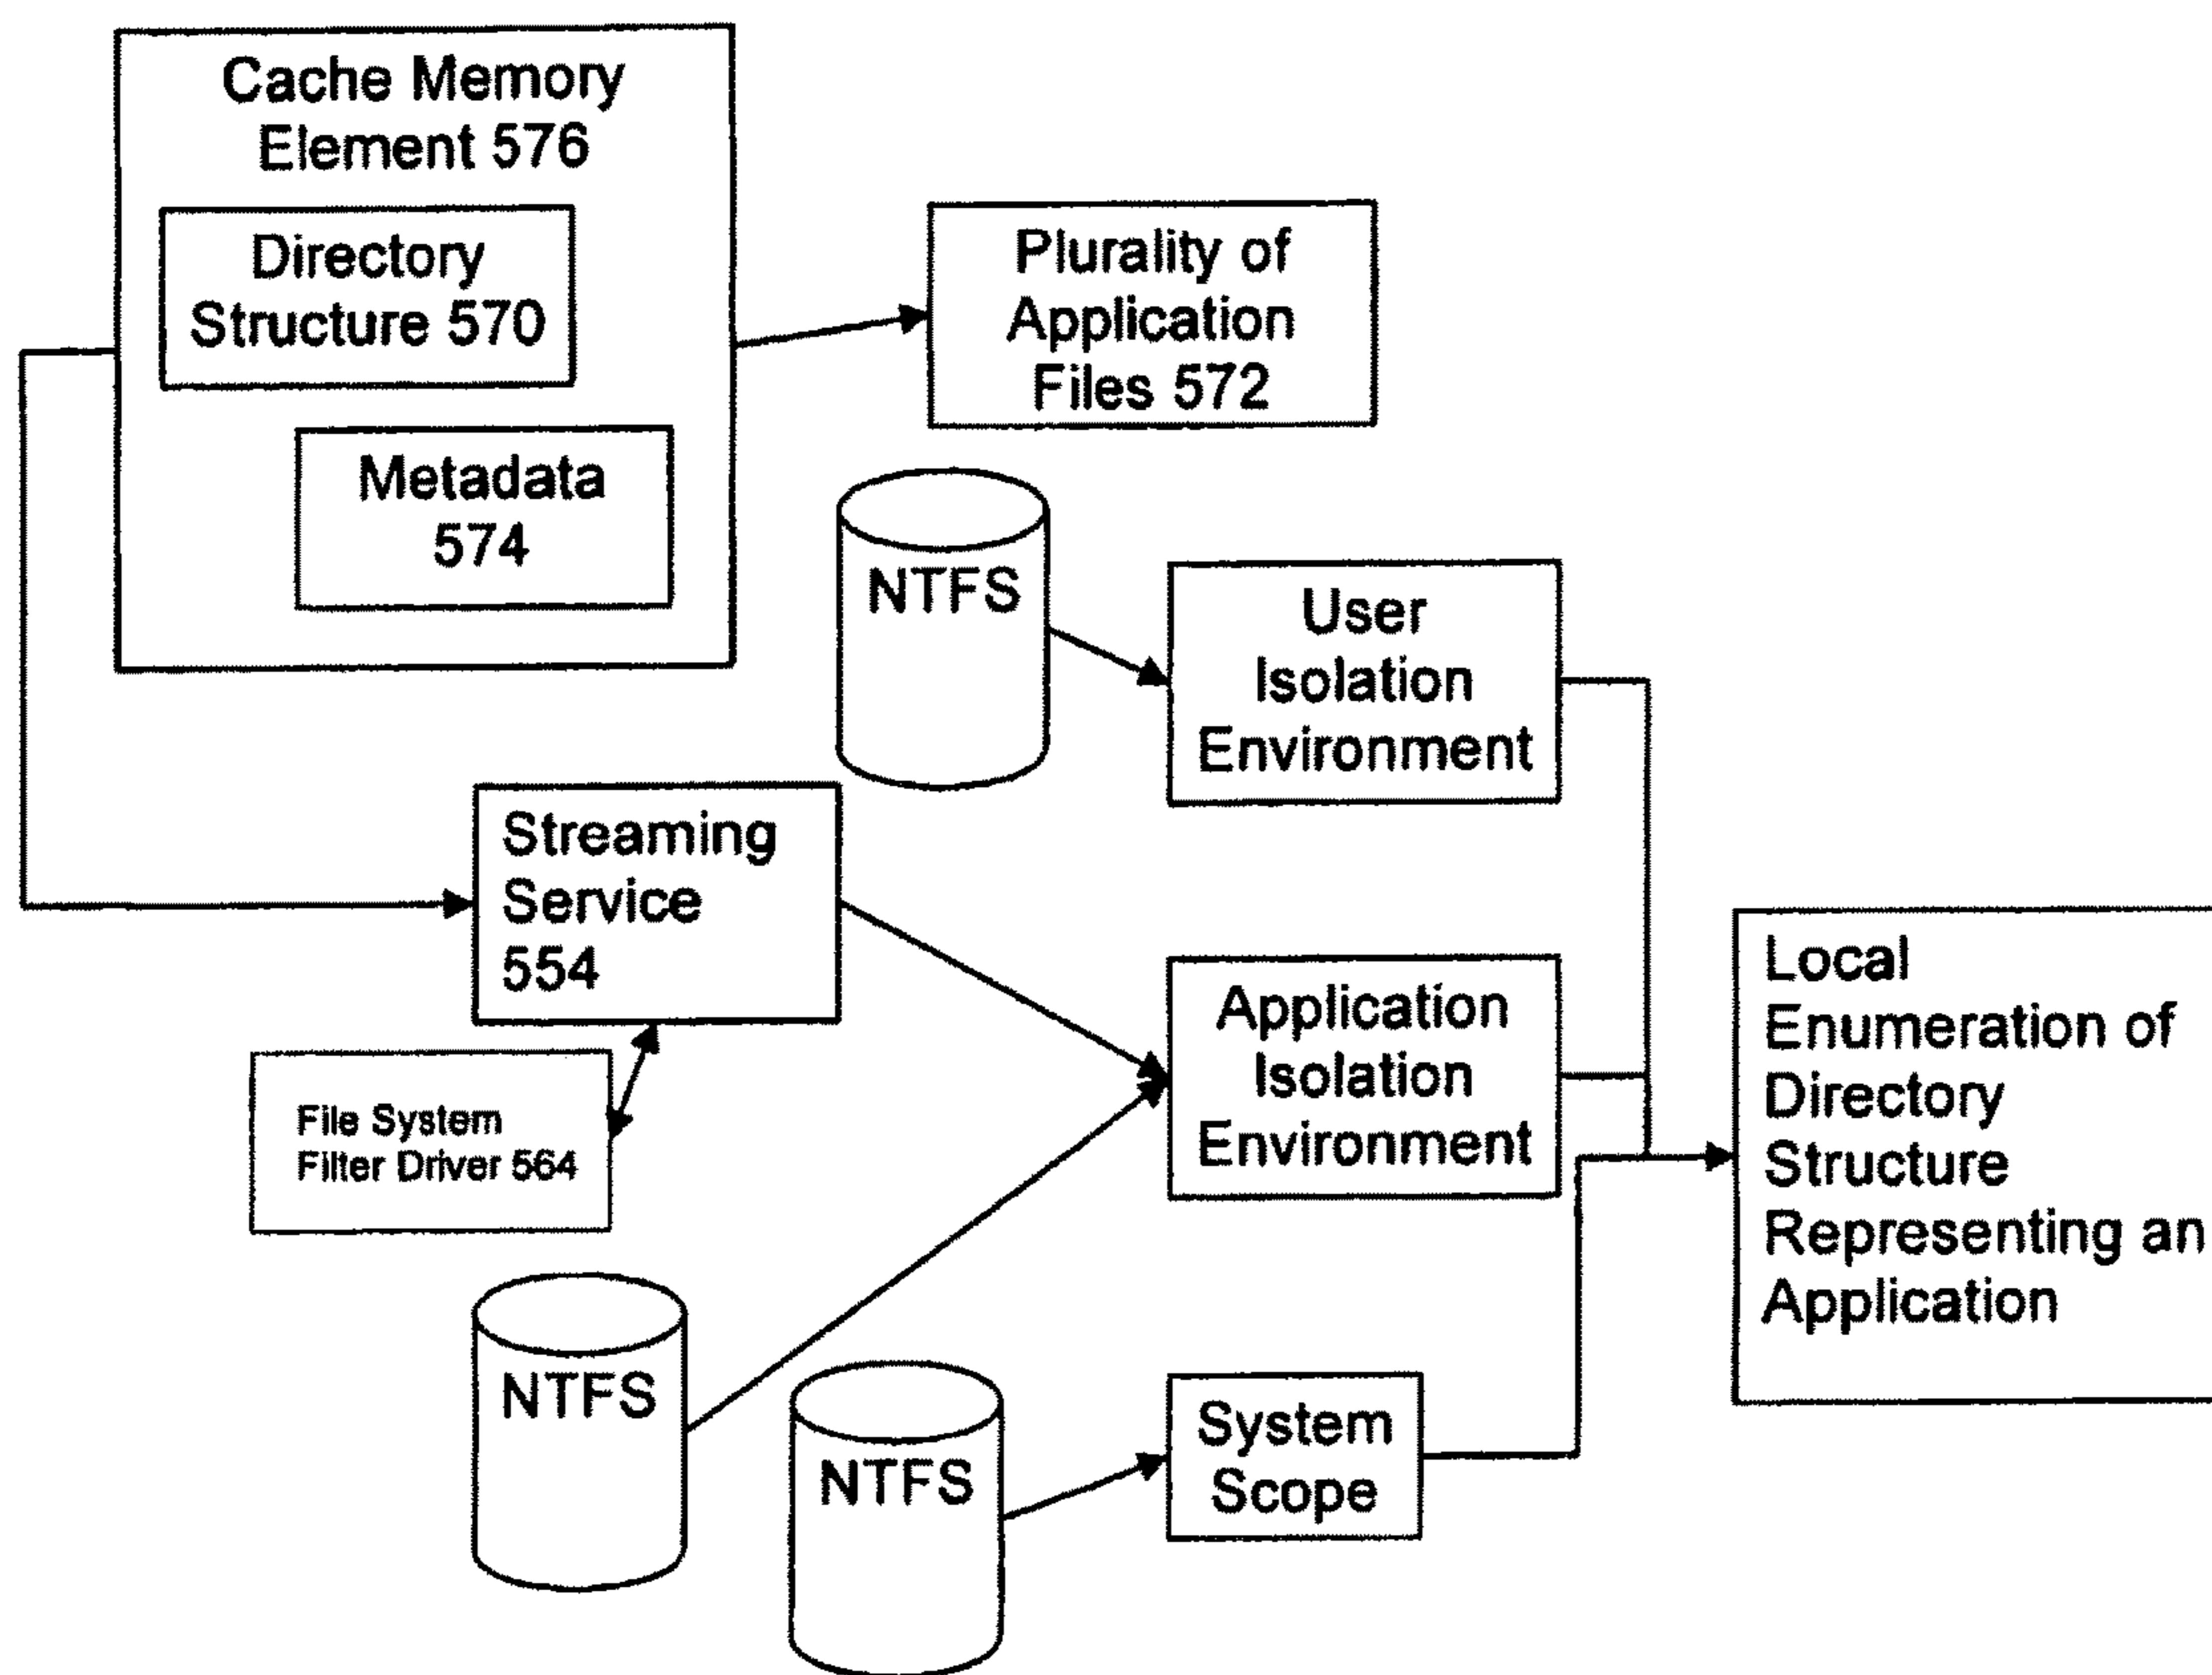 Cache Memory
Element 576
Directory
Structure 570
Metadata
574
Plurality of
Application
Files 572
NTFS
User
Isolation
Environment
Streaming
Service
554
File System
Filter Driver 564
Application
Isolation
Environment
Local
Enumeration of
Directory
Structure
Representing an
Application
NTFS
NTFS
System
Scope